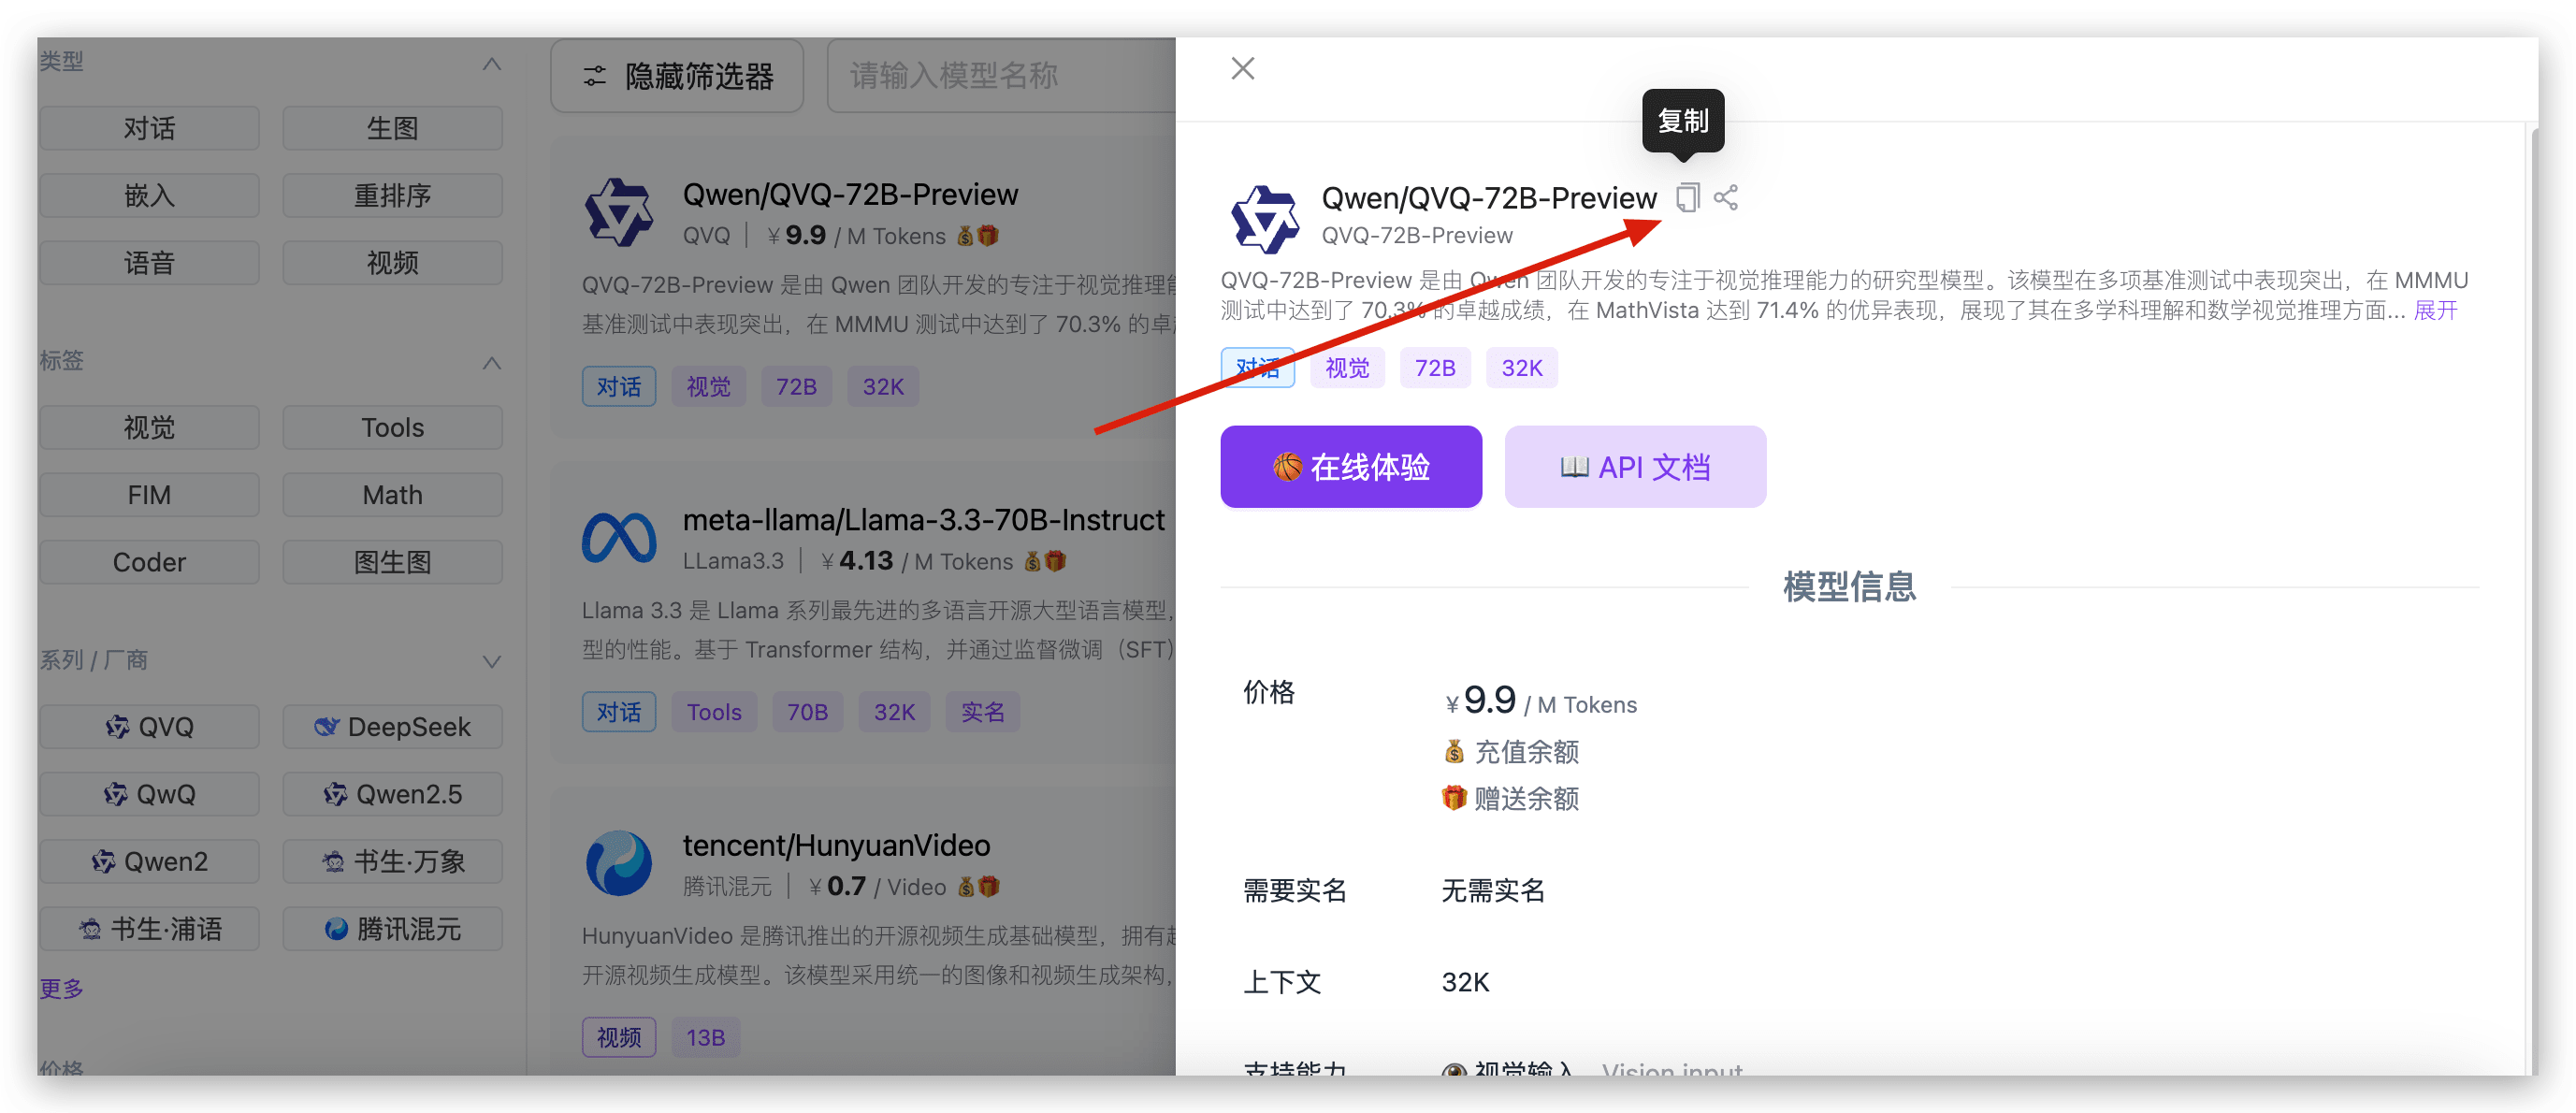 类型
对话
生图
嵌入
重排序
语音
视频
标签
视觉
Tools
FIM
Math
Coder
图生图
系列 / 厂商
QVQ
DeepSeek
QwQ
Qwen2.5
Qwen2
书生·万象
书生·浦语
腾讯混元
更多
价格
隐藏筛选器
请输入模型名称
Qwen/QVQ-72B-Preview
QVQ | ¥ 9.9 / M Tokens
QVQ-72B-Preview 是由 Qwen 团队开发的专注于视觉推理能
基准测试中表现突出，在 MMMU 测试中达到了 70.3% 的卓
对话 视觉 72B 32K
meta-llama/Llama-3.3-70B-Instruct
LLama3.3 | ¥ 4.13 / M Tokens
Llama 3.3 是 Llama 系列最先进的多语言开源大型语言模型，
型的性能。基于 Transformer 结构，并通过监督微调（SFT）
对话 Tools 70B 32K 实名
tencent/HunyuanVideo
腾讯混元 | ¥ 0.7 / Video
HunyuanVideo 是腾讯推出的开源视频生成基础模型，拥有超
开源视频生成模型。该模型采用统一的图像和视频生成架构，
视频 13B
复制
Qwen/QVQ-72B-Preview
QVQ-72B-Preview
QVQ-72B-Preview 是由 Qwen 团队开发的专注于视觉推理能力的研究型模型。该模型在多项基准测试中表现突出，在 MMMU
测试中达到了 70.3% 的卓越成绩，在 MathVista 达到 71.4% 的优异表现，展现了其在多学科理解和数学视觉推理方面... 展开
对话 视觉 72B 32K
在线体验
API 文档
模型信息
价格
¥ 9.9 / M Tokens
充值余额
赠送余额
需要实名 无需实名
上下文 32K
支持能力 视觉输入 Vision input